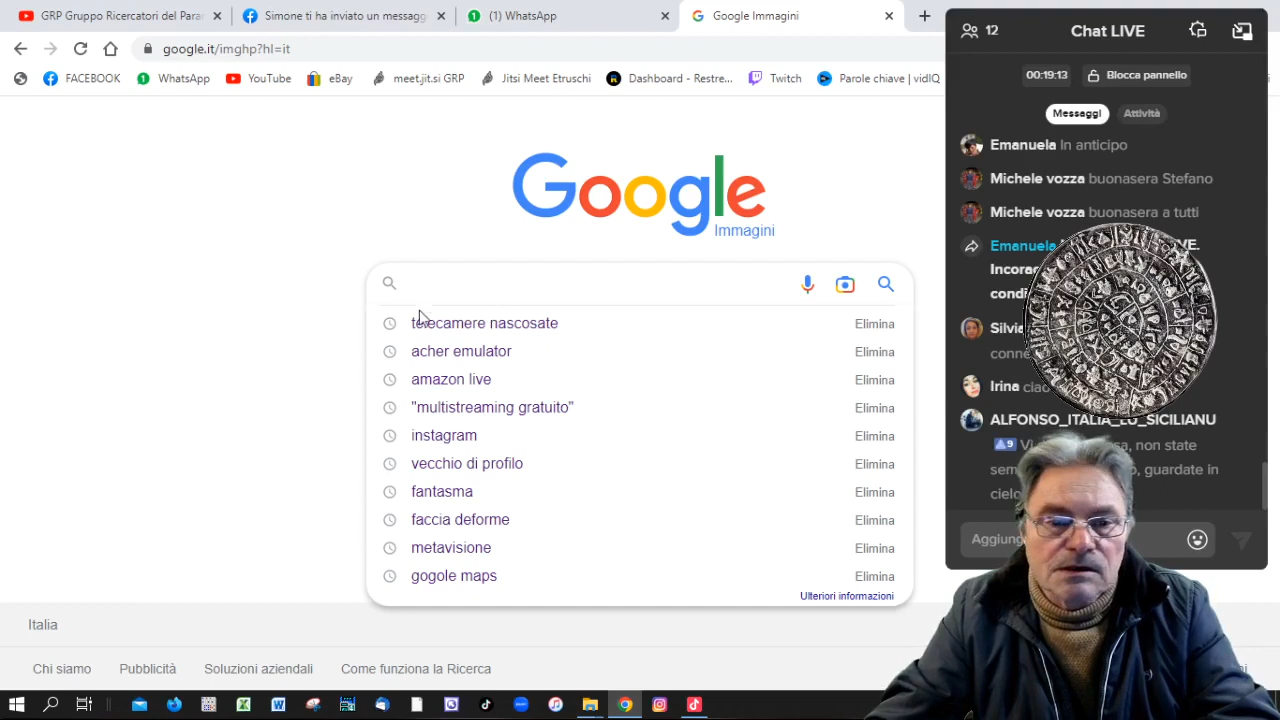 GRP Gruppo Ricercatori del Paran
Simone ti ha inviato un messagg
(1) WhatsApp
Google Immagini
google.it/imghp?hl=it
FACEBOOK
WhatsApp
YouTube
eBay
meet.jit.si GRP
Jitsi Meet Etruschi
Dashboard - Restre...
Twitch
Parole chiave | vidIQ
Google
Immagini
telecamere nascosate Elimina
acher emulator Elimina
amazon live Elimina
"multistreaming gratuito" Elimina
instagram Elimina
vecchio di profilo Elimina
fantasma Elimina
faccia deforme Elimina
metavisione Elimina
gogole maps Elimina
Ulteriori informazioni
Italia
Chi siamo Pubblicità Soluzioni aziendali Come funziona la Ricerca
12 Chat LIVE
00:19:13 Blocca pannello
Messaggi Attività
Emanuela In anticipo
Michele vozza buonasera Stefano
Michele vozza buonasera a tutti
Emanuela
Silvia
Irina
ALFONSO_ITALIA_LU_SICILIANU
9 non state
guardate in